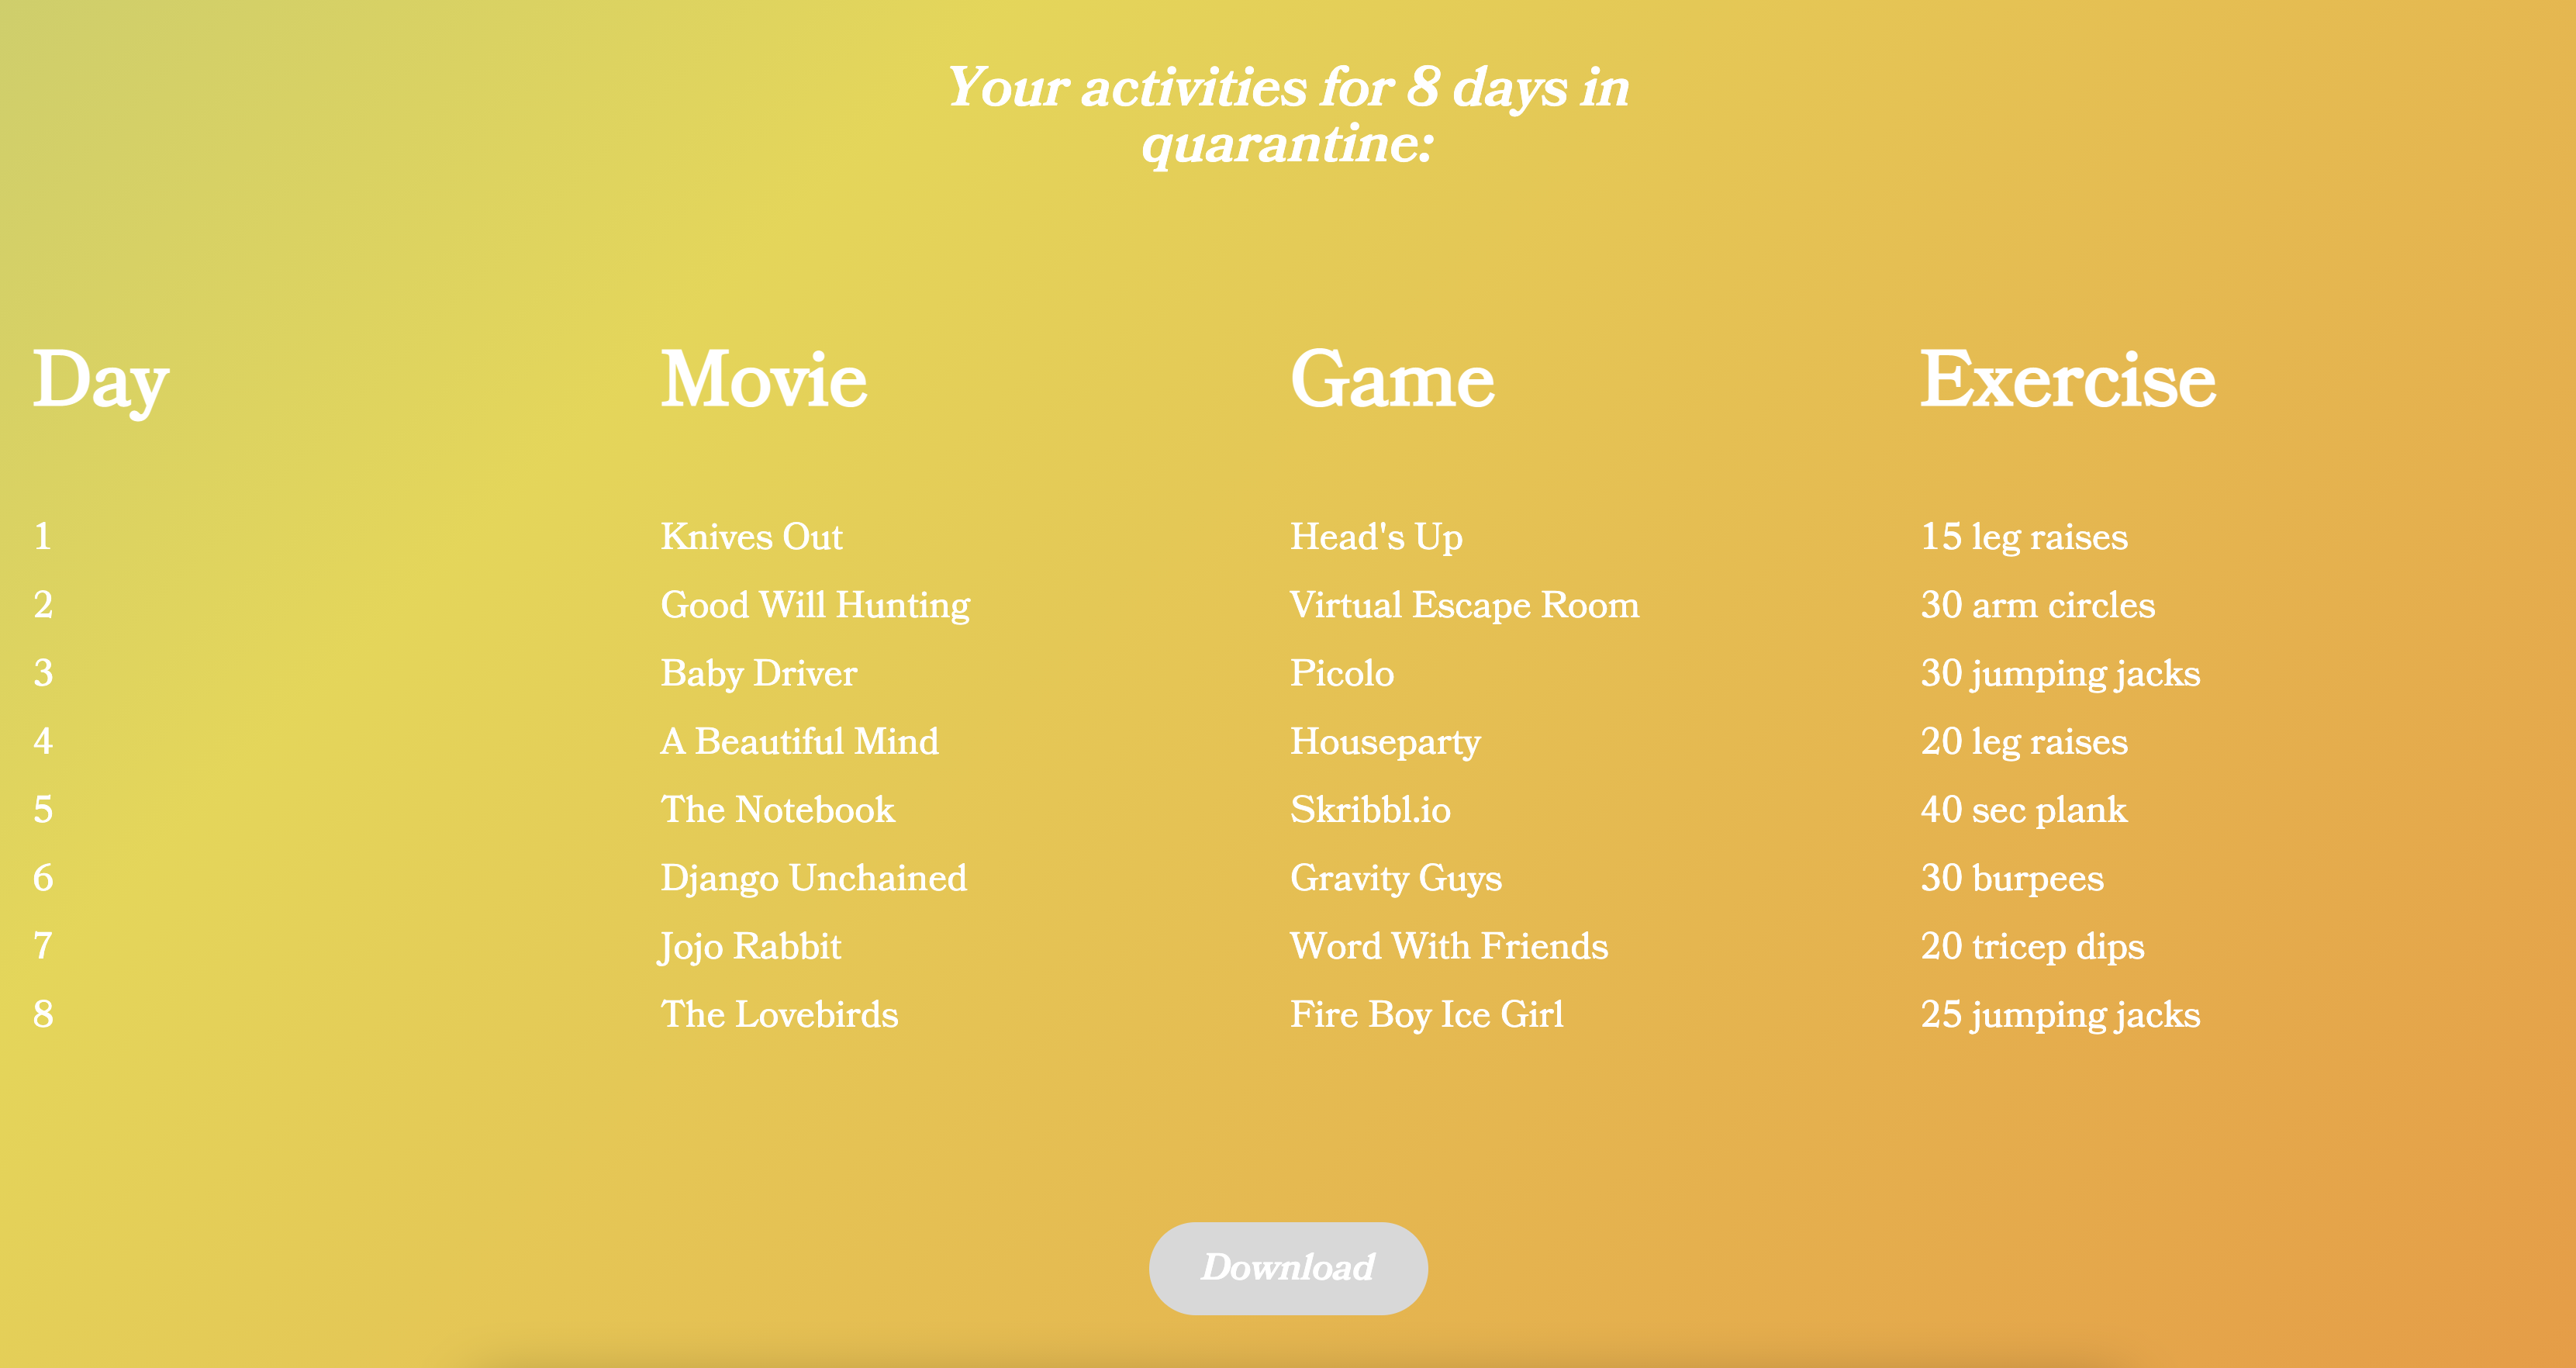 Your activities for 8 days in
quarantine:
Day Movie Game Exercise
1 Knives Out Head's Up 15 leg raises
2 Good Will Hunting Virtual Escape Room 30 arm circles
3 Baby Driver Picolo 30 jumping jacks
4 A Beautiful Mind Houseparty 20 leg raises
5 The Notebook Skribbl.io 40 sec plank
6 Django Unchained Gravity Guys 30 burpees
7 Jojo Rabbit Word With Friends 20 tricep dips
8 The Lovebirds Fire Boy Ice Girl 25 jumping jacks
Download